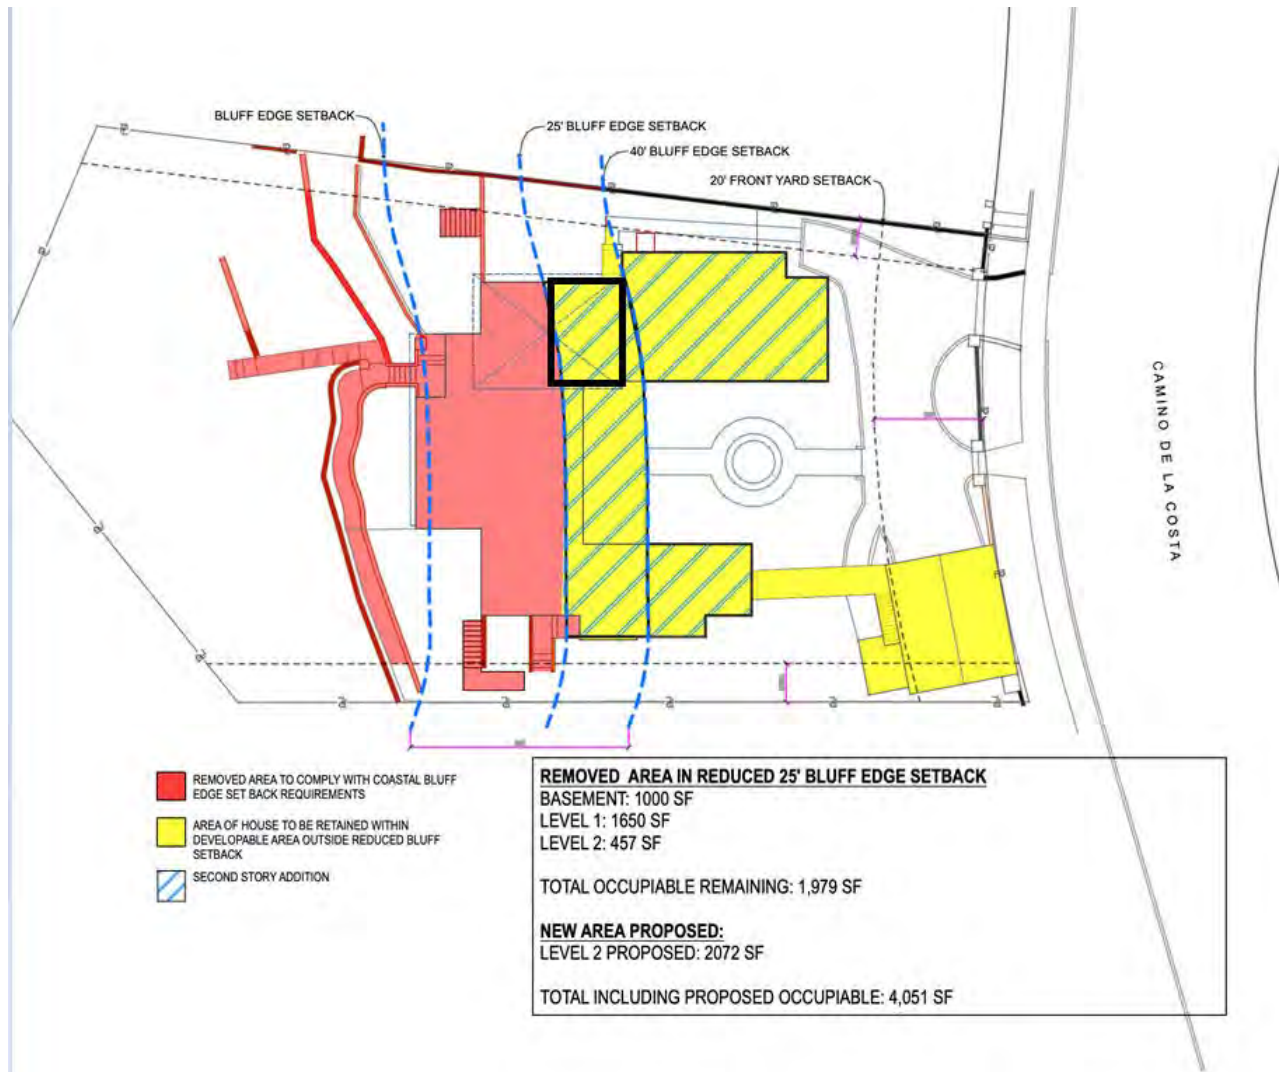 BLUFF EDGE SETBACK
25' BLUFF EDGE SETBACK
40' BLUFF EDGE SETBACK
20' FRONT YARD SETBACK
CAMINO DE LA COSTA
REMOVED AREA TO COMPLY WITH COASTAL BLUFF
EDGE SET BACK REQUIREMENTS
AREA OF HOUSE TO BE RETAINED WITHIN
DEVELOPABLE AREA OUTSIDE REDUCED BLUFF
SETBACK
SECOND STORY ADDITION
REMOVED AREA IN REDUCED 25' BLUFF EDGE SETBACK
BASEMENT: 1000 SF
LEVEL 1: 1650 SF
LEVEL 2: 457 SF
TOTAL OCCUPIABLE REMAINING: 1,979 SF
NEW AREA PROPOSED:
LEVEL 2 PROPOSED: 2072 SF
TOTAL INCLUDING PROPOSED OCCUPIABLE: 4,051 SF